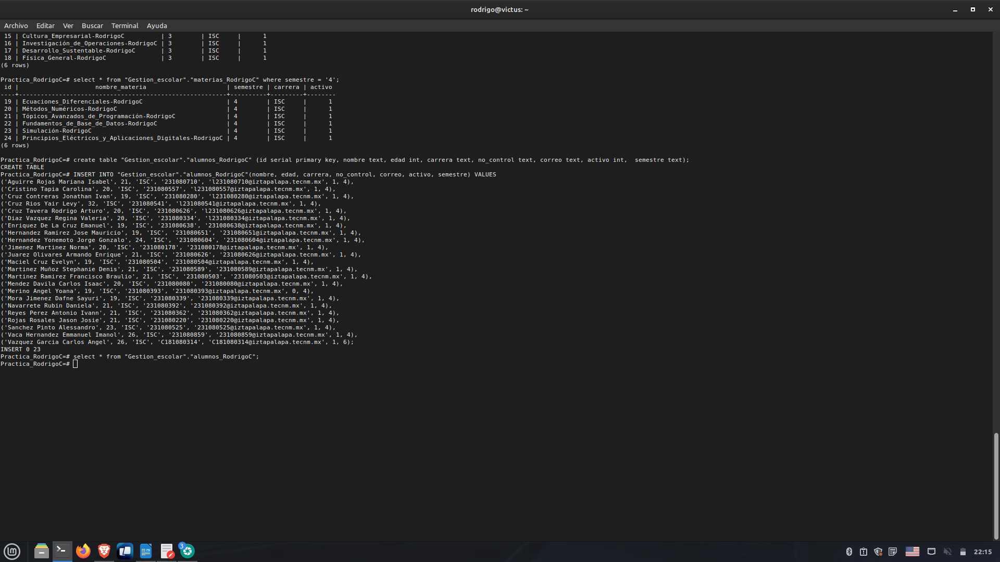 rodrigo@victus: ~
Archivo Editar Ver Buscar Terminal Ayuda
 15 | Cultura_Empresarial-RodrigoC          | 3        | ISC     |      1
 16 | Investigación_de_Operaciones-RodrigoC | 3        | ISC     |      1
 17 | Desarrollo_Sustentable-RodrigoC       | 3        | ISC     |      1
 18 | Física_General-RodrigoC               | 3        | ISC     |      1
(6 rows)
Practica_RodrigoC=# select * from "Gestion_escolar"."materias_RodrigoC" where semestre = '4';
 id |                     nombre_materia                      | semestre | carrera | activo
----+---------------------------------------------------------+----------+---------+--------
 19 | Ecuaciones_Diferenciales-RodrigoC                       | 4        | ISC     |      1
 20 | Métodos_Numéricos-RodrigoC                              | 4        | ISC     |      1
 21 | Tópicos_Avanzados_de_Programación-RodrigoC              | 4        | ISC     |      1
 22 | Fundamentos_de_Base_de_Datos-RodrigoC                   | 4        | ISC     |      1
 23 | Simulación-RodrigoC                                     | 4        | ISC     |      1
 24 | Principios_Eléctricos_y_Aplicaciones_Digitales-RodrigoC | 4        | ISC     |      1
(6 rows)
Practica_RodrigoC=# create table "Gestion_escolar"."alumnos_RodrigoC" (id serial primary key, nombre text, edad int, carrera text, no_control text, correo text, activo int,  semestre text);
CREATE TABLE
Practica_RodrigoC=# INSERT INTO "Gestion_escolar"."alumnos_RodrigoC"(nombre, edad, carrera, no_control, correo, activo, semestre) VALUES
('Aguirre Rojas Mariana Isabel', 21, 'ISC', '231080710', 'l231080710@iztapalapa.tecnm.mx', 1, 4),
('Cristino Tapia Carolina', 20, 'ISC', '231080557', 'l231080557@iztapalapa.tecnm.mx', 1, 4),
('Cruz Contreras Jonathan Ivan', 19, 'ISC', '231080280', 'l231080280@iztapalapa.tecnm.mx', 1, 4),
('Cruz Rios Yair Levy', 32, 'ISC', '231080541', 'l231080541@iztapalapa.tecnm.mx', 1, 4),
('Cruz Tavera Rodrigo Arturo', 20, 'ISC', '231080626', 'l231080626@iztapalapa.tecnm.mx', 1, 4),
('Diaz Vazquez Regina Valeria', 20, 'ISC', '231080334', 'l231080334@iztapalapa.tecnm.mx', 1, 4),
('Enriquez De La Cruz Emanuel', 19, 'ISC', '231080638', '231080638@iztapalapa.tecnm.mx', 1, 4),
('Hernandez Ramirez Jose Mauricio', 19, 'ISC', '231080651', '231080651@iztapalapa.tecnm.mx', 1, 4),
('Hernandez Yonemoto Jorge Gonzalo', 24, 'ISC', '231080604', '231080604@iztapalapa.tecnm.mx', 1, 4),
('Jimenez Martinez Norma', 20, 'ISC', '231080178', '231080178@iztapalapa.tecnm.mx', 1, 4),
('Juarez Olivares Armando Enrique', 21, 'ISC', '231080626', '231080626@iztapalapa.tecnm.mx', 1, 4),
('Maciel Cruz Evelyn', 19, 'ISC', '231080504', '231080504@iztapalapa.tecnm.mx', 1, 4),
('Martinez Muñoz Stephanie Denis', 21, 'ISC', '231080589', '231080589@iztapalapa.tecnm.mx', 1, 4),
('Martinez Ramirez Francisco Braulio', 21, 'ISC', '231080503', '231080503@iztapalapa.tecnm.mx', 1, 4),
('Mendez Davila Carlos Isaac', 20, 'ISC', '231080080', '231080080@iztapalapa.tecnm.mx', 1, 4),
('Merino Angel Yoana', 19, 'ISC', '231080393', '231080393@iztapalapa.tecnm.mx', 0, 4),
('Mora Jimenez Dafne Sayuri', 19, 'ISC', '231080339', '231080339@iztapalapa.tecnm.mx', 1, 4),
('Navarrete Rubin Daniela', 21, 'ISC', '231080392', '231080392@iztapalapa.tecnm.mx', 1, 4),
('Reyes Perez Antonio Ivann', 21, 'ISC', '231080362', '231080362@iztapalapa.tecnm.mx', 1, 4),
('Rojas Rosales Jason Josie', 21, 'ISC', '231080220', '231080220@iztapalapa.tecnm.mx', 1, 4),
('Sanchez Pinto Alessandro', 23, 'ISC', '231080525', '231080525@iztapalapa.tecnm.mx', 1, 4),
('Vaca Hernandez Emmanuel Imanol', 26, 'ISC', '231080859', '231080859@iztapalapa.tecnm.mx', 1, 4),
('Vazquez Garcia Carlos Angel', 26, 'ISC', 'C181080314', 'C181080314@iztapalapa.tecnm.mx', 1, 6);
INSERT 0 23
Practica_RodrigoC=# select * from "Gestion_escolar"."alumnos_RodrigoC";
Practica_RodrigoC=#
3
22:15